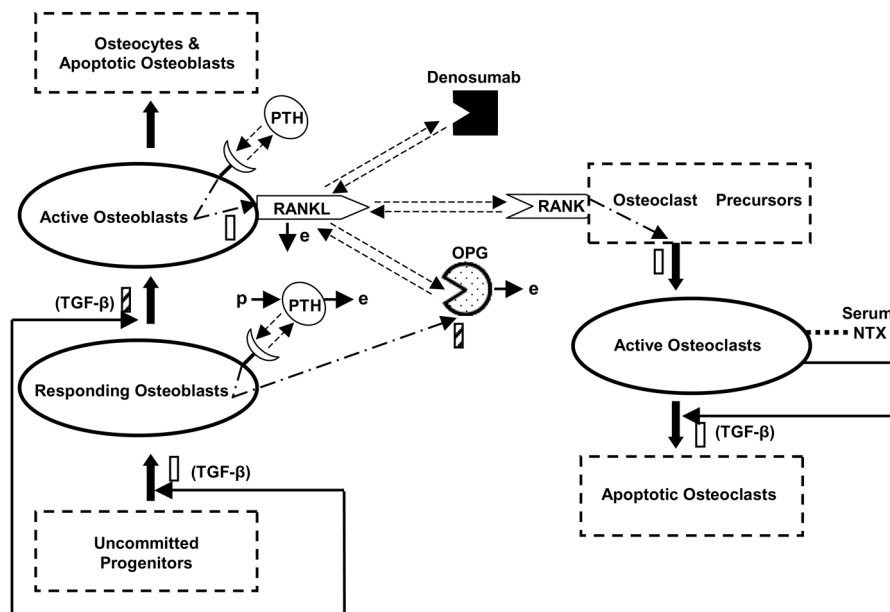 Osteocytes &
Apoptotic Osteoblasts
PTH
Denosumab
Active Osteoblasts
RANKL
e
RANK
Osteoclast Precursors
OPG
e
(TGF-β)
p
PTH
e
Serum
NTX
Active Osteoclasts
Responding Osteoblasts
(TGF-β)
(TGF-β)
Apoptotic Osteoclasts
Uncommitted
Progenitors